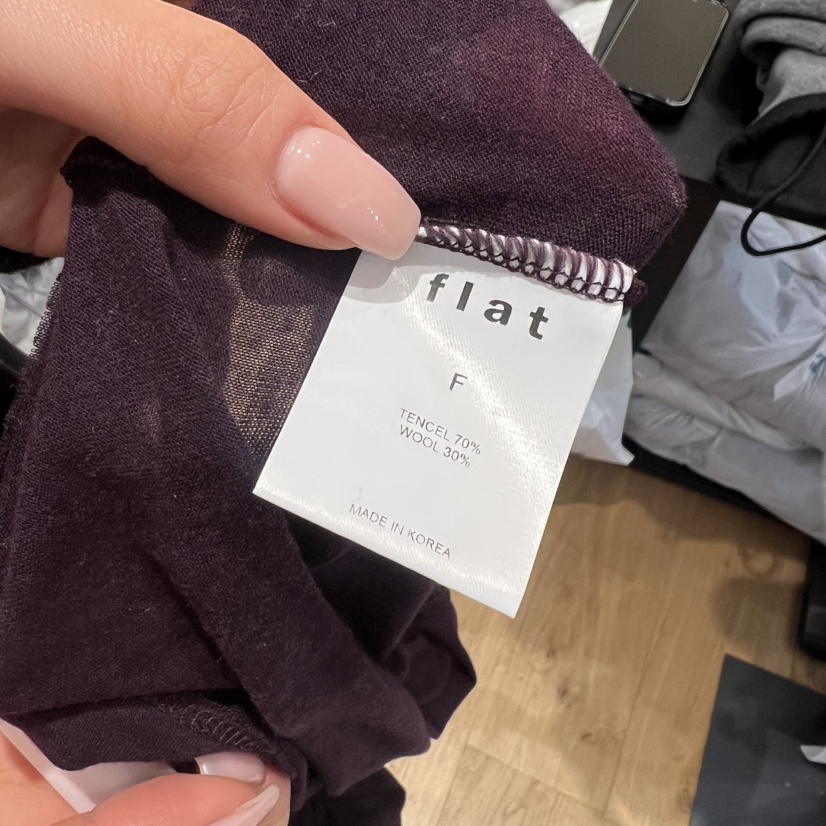 flat
F
TENCEL 70%
WOOL 30%
MADE IN KOREA